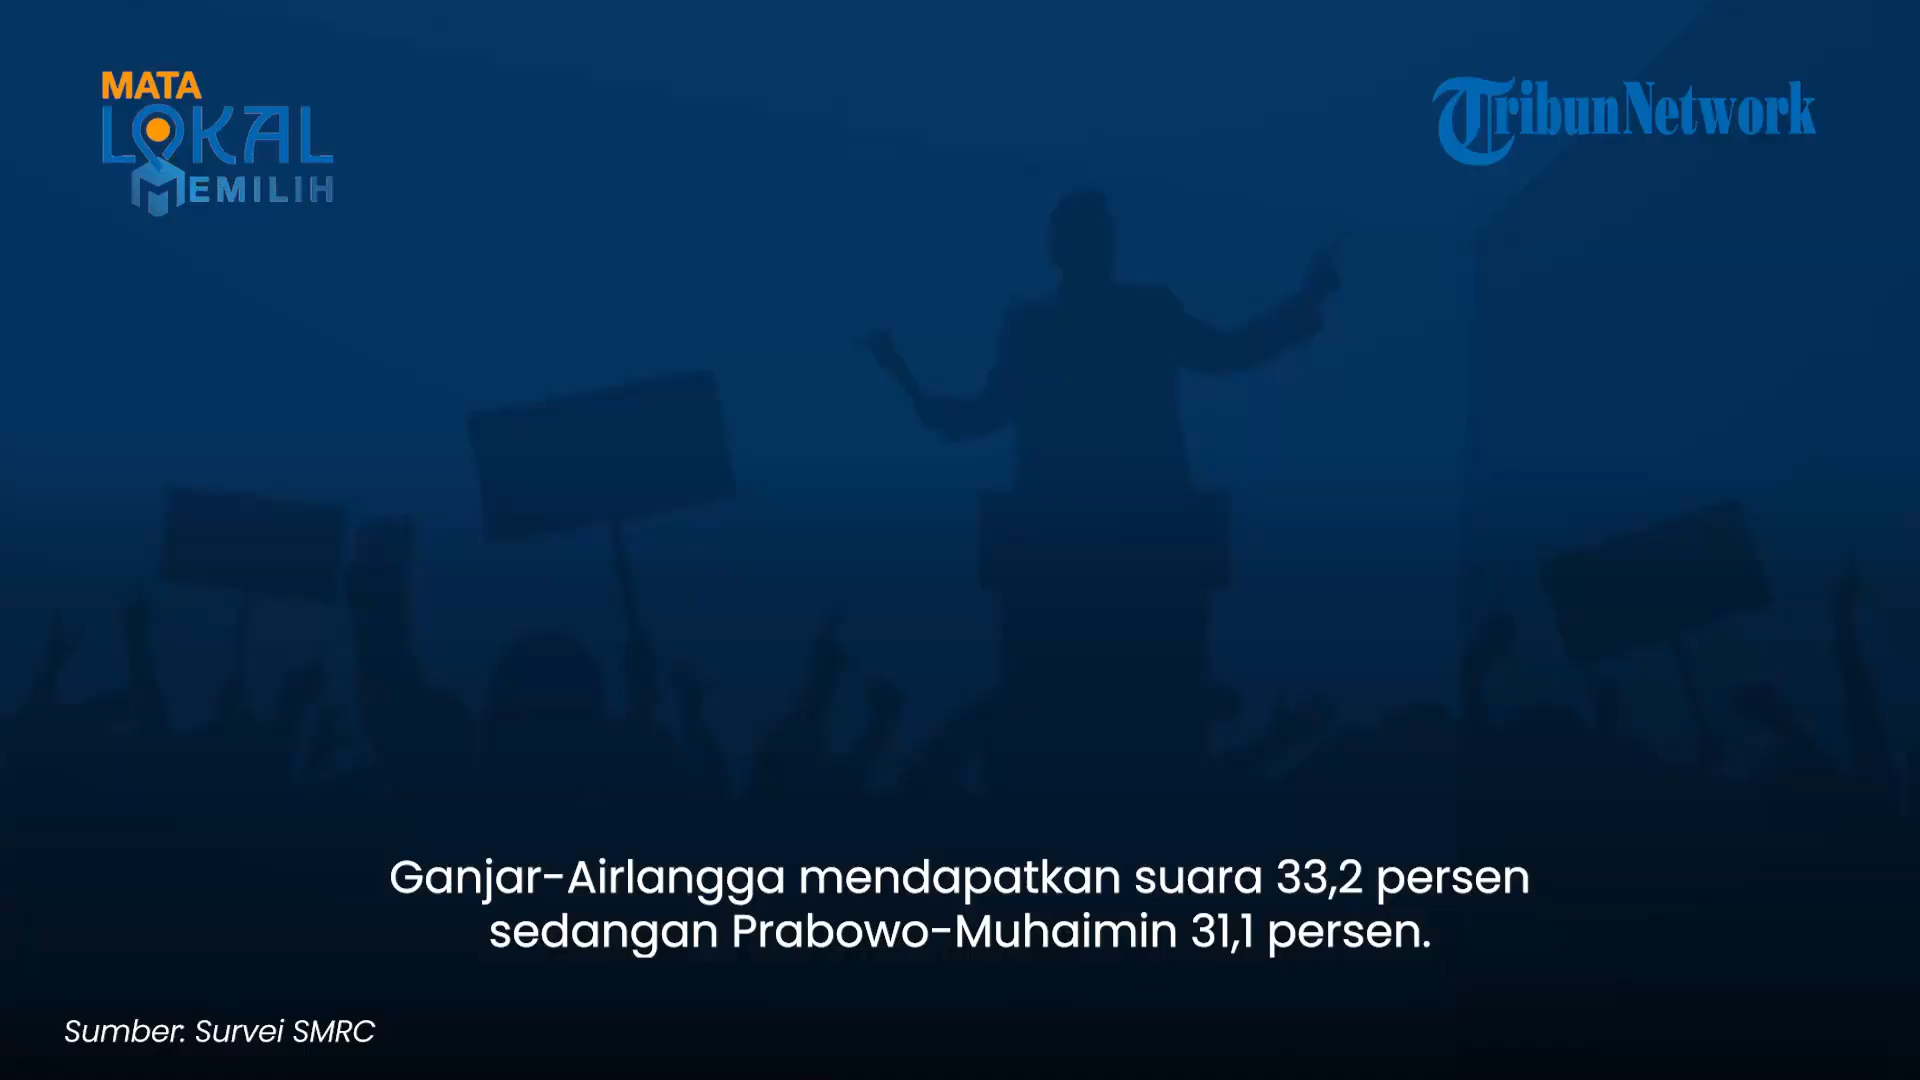 MATA
LOKAL
MEMILIH
TribunNetwork
Ganjar-Airlangga mendapatkan suara 33,2 persen
sedangan Prabowo-Muhaimin 31,1 persen.
Sumber: Survei SMRC